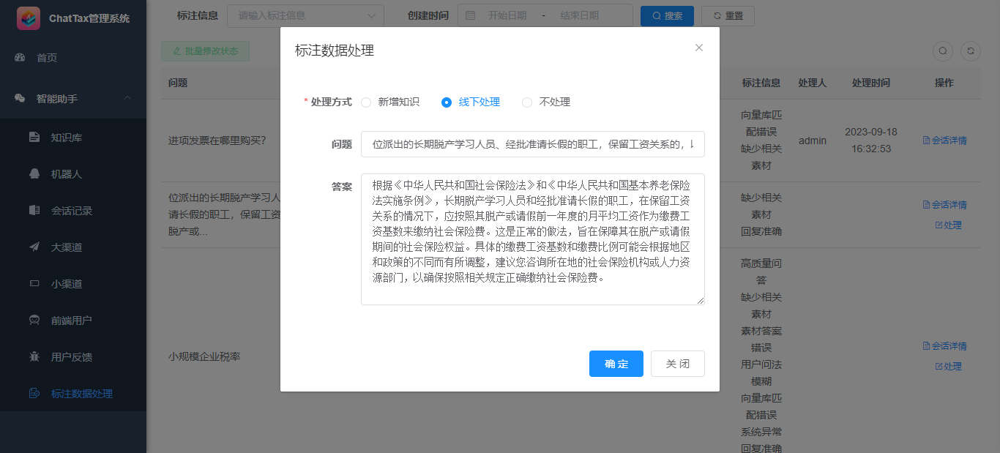 ChatTax管理系统
首页
智能助手
知识库
机器人
会话记录
大渠道
小渠道
前端用户
用户反馈
标注数据处理
标注信息 请输入标注信息 创建时间 开始日期 - 结束日期 搜索 重置
批量修改状态
问题 标注信息 处理人 处理时间 操作
进项发票在哪里购买?
向量库匹
配错误
缺少相关
素材
admin
2023-09-18
16:32:53
会话详情
位派出的长期脱产学习人
请长假的职工，保留工资
脱产或...
缺少相关
素材
回复准确
会话详情
处理
小规模企业税率
高质量问
答
缺少相关
素材
素材答案
错误
用户问法
模糊
向量库匹
配错误
系统异常
回复准确
会话详情
处理
标注数据处理
* 处理方式 新增知识 线下处理 不处理
问题 位派出的长期脱产学习人员、经批准请长假的职工，保留工资关系的，
答案
根据《中华人民共和国社会保险法》和《中华人民共和国基本养老保险
法实施条例》，长期脱产学习人员和经批准请长假的职工，在保留工资
关系的情况下，应按照其脱产或请假前一年度的月平均工资作为缴费工
资基数来缴纳社会保险费。这是正常的做法，旨在保障其在脱产或请假
期间的社会保险权益。具体的缴费工资基数和缴费比例可能会根据地区
和政策的不同而有所调整，建议您咨询所在地的社会保险机构或人力资
源部门，以确保按照相关规定正确缴纳社会保险费。
确 定 关 闭